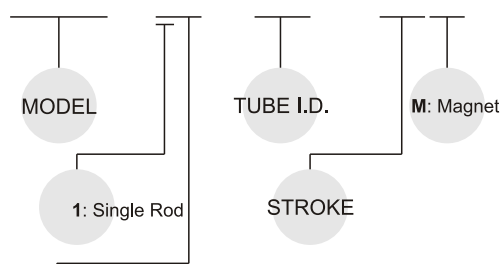 MODEL
TUBE I.D.
M: Magnet
1: Single Rod
STROKE